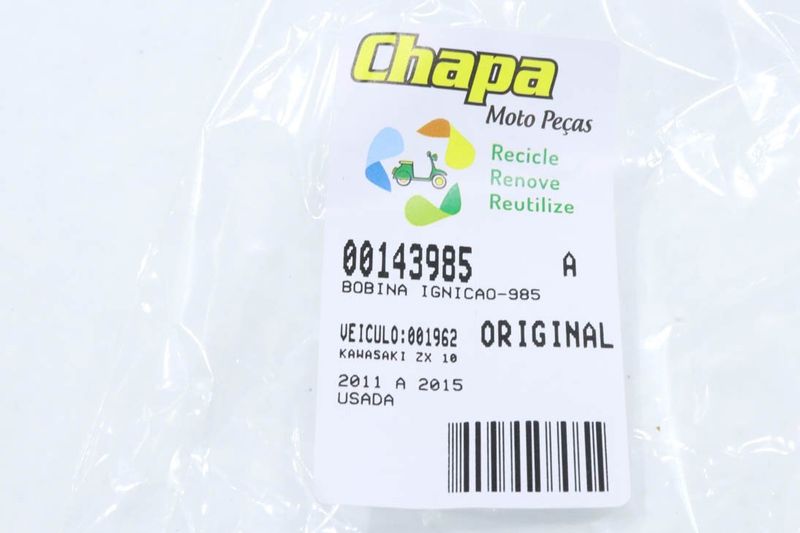 Chapa
Moto Peças
Recicle
Renove
Reutilize
00143985 A
BOBINA IGNICAO-985
VEICULO:001962 ORIGINAL
KAWASAKI ZX 10
2011 A 2015
USADA